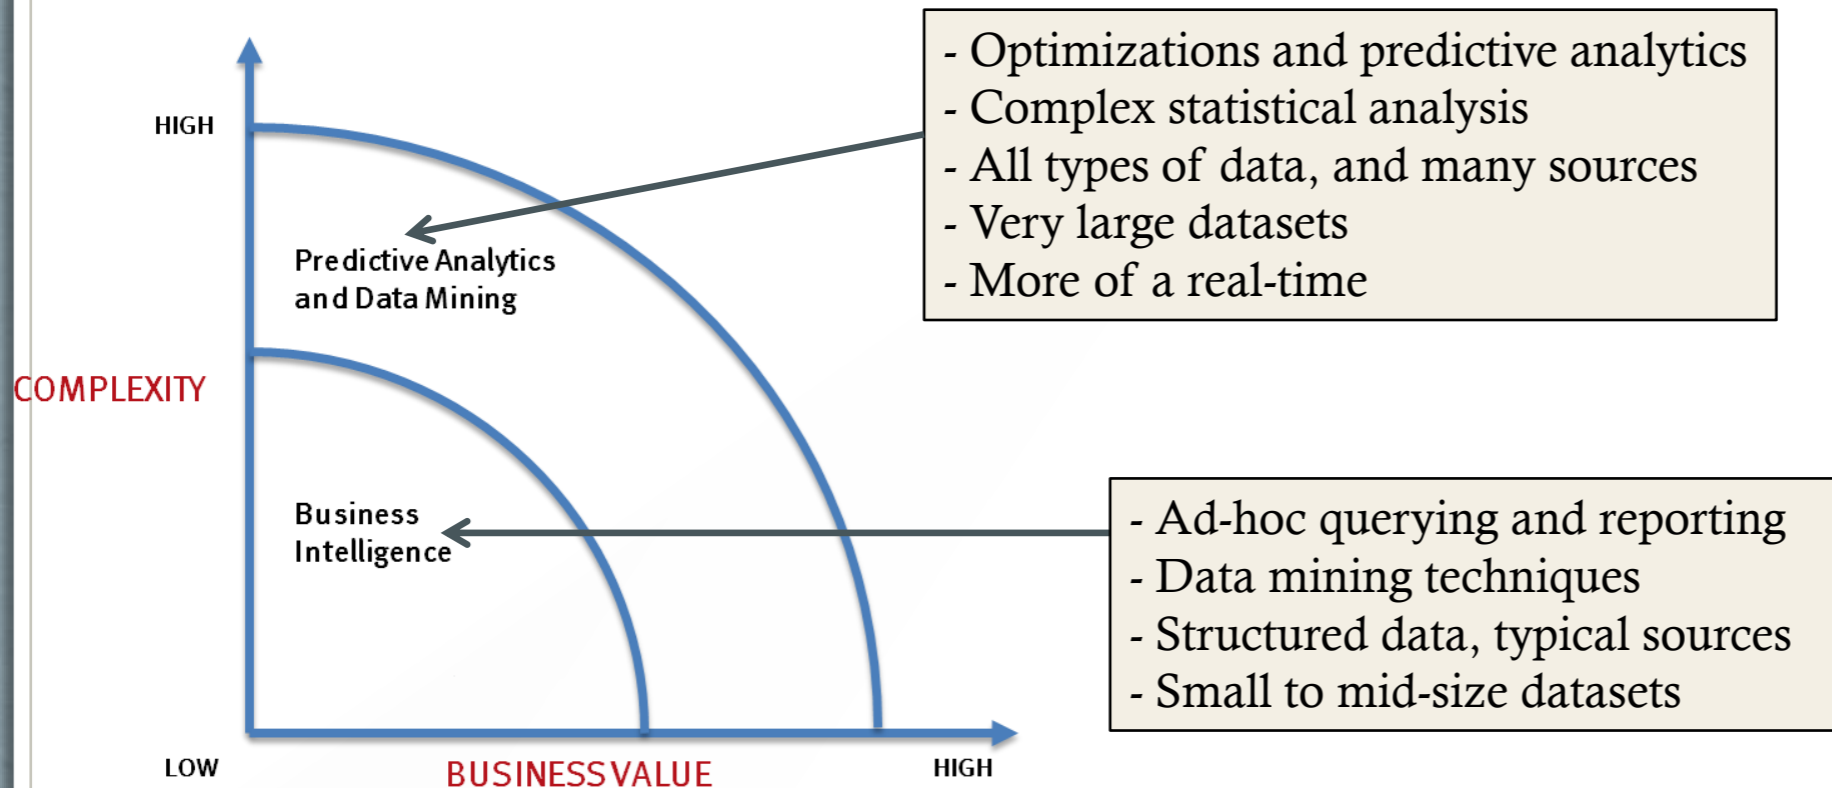 - Optimizations and predictive analytics
- Complex statistical analysis
- All types of data, and many sources
- Very large datasets
- More of a real-time
HIGH
Predictive Analytics
and Data Mining
COMPLEXITY
Business
Intelligence
- Ad-hoc querying and reporting
- Data mining techniques
- Structured data, typical sources
- Small to mid-size datasets
LOW
BUSINESS VALUE
HIGH